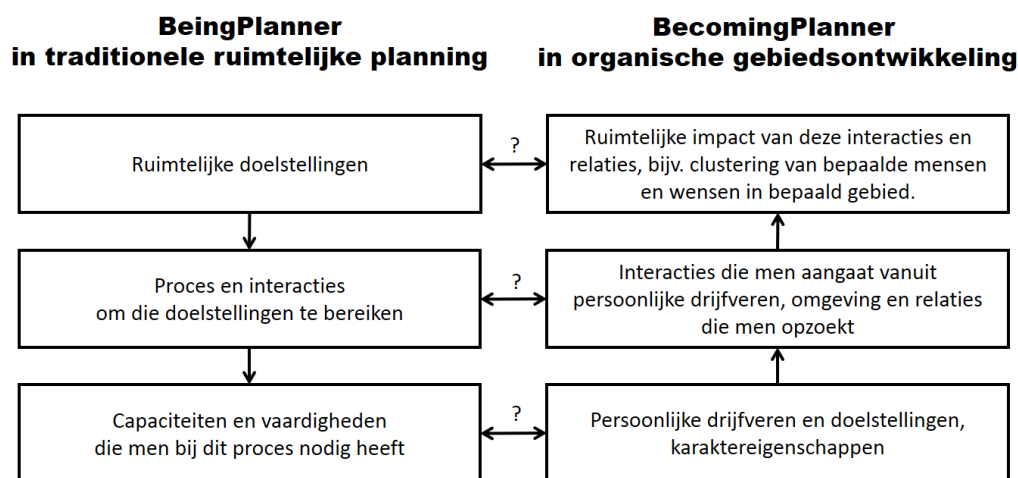 BeingPlanner
in traditionele ruimtelijke planning
BecomingPlanner
in organische gebiedsontwikkeling
Ruimtelijke doelstellingen
?
Ruimtelijke impact van deze interacties en
relaties, bijv. clustering van bepaalde mensen
en wensen in bepaald gebied.
Proces en interacties
om die doelstellingen te bereiken
?
Interacties die men aangaat vanuit
persoonlijke drijfveren, omgeving en relaties
die men opzoekt
Capaciteiten en vaardigheden
die men bij dit proces nodig heeft
?
Persoonlijke drijfveren en doelstellingen,
karaktereigenschappen